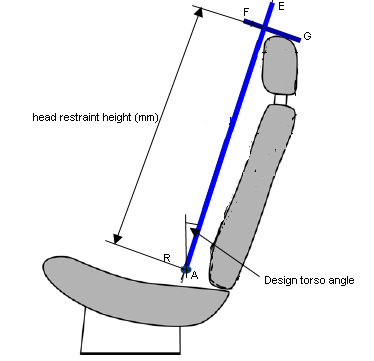 E
F
G
head restraint height (mm)
R
A
Design torso angle